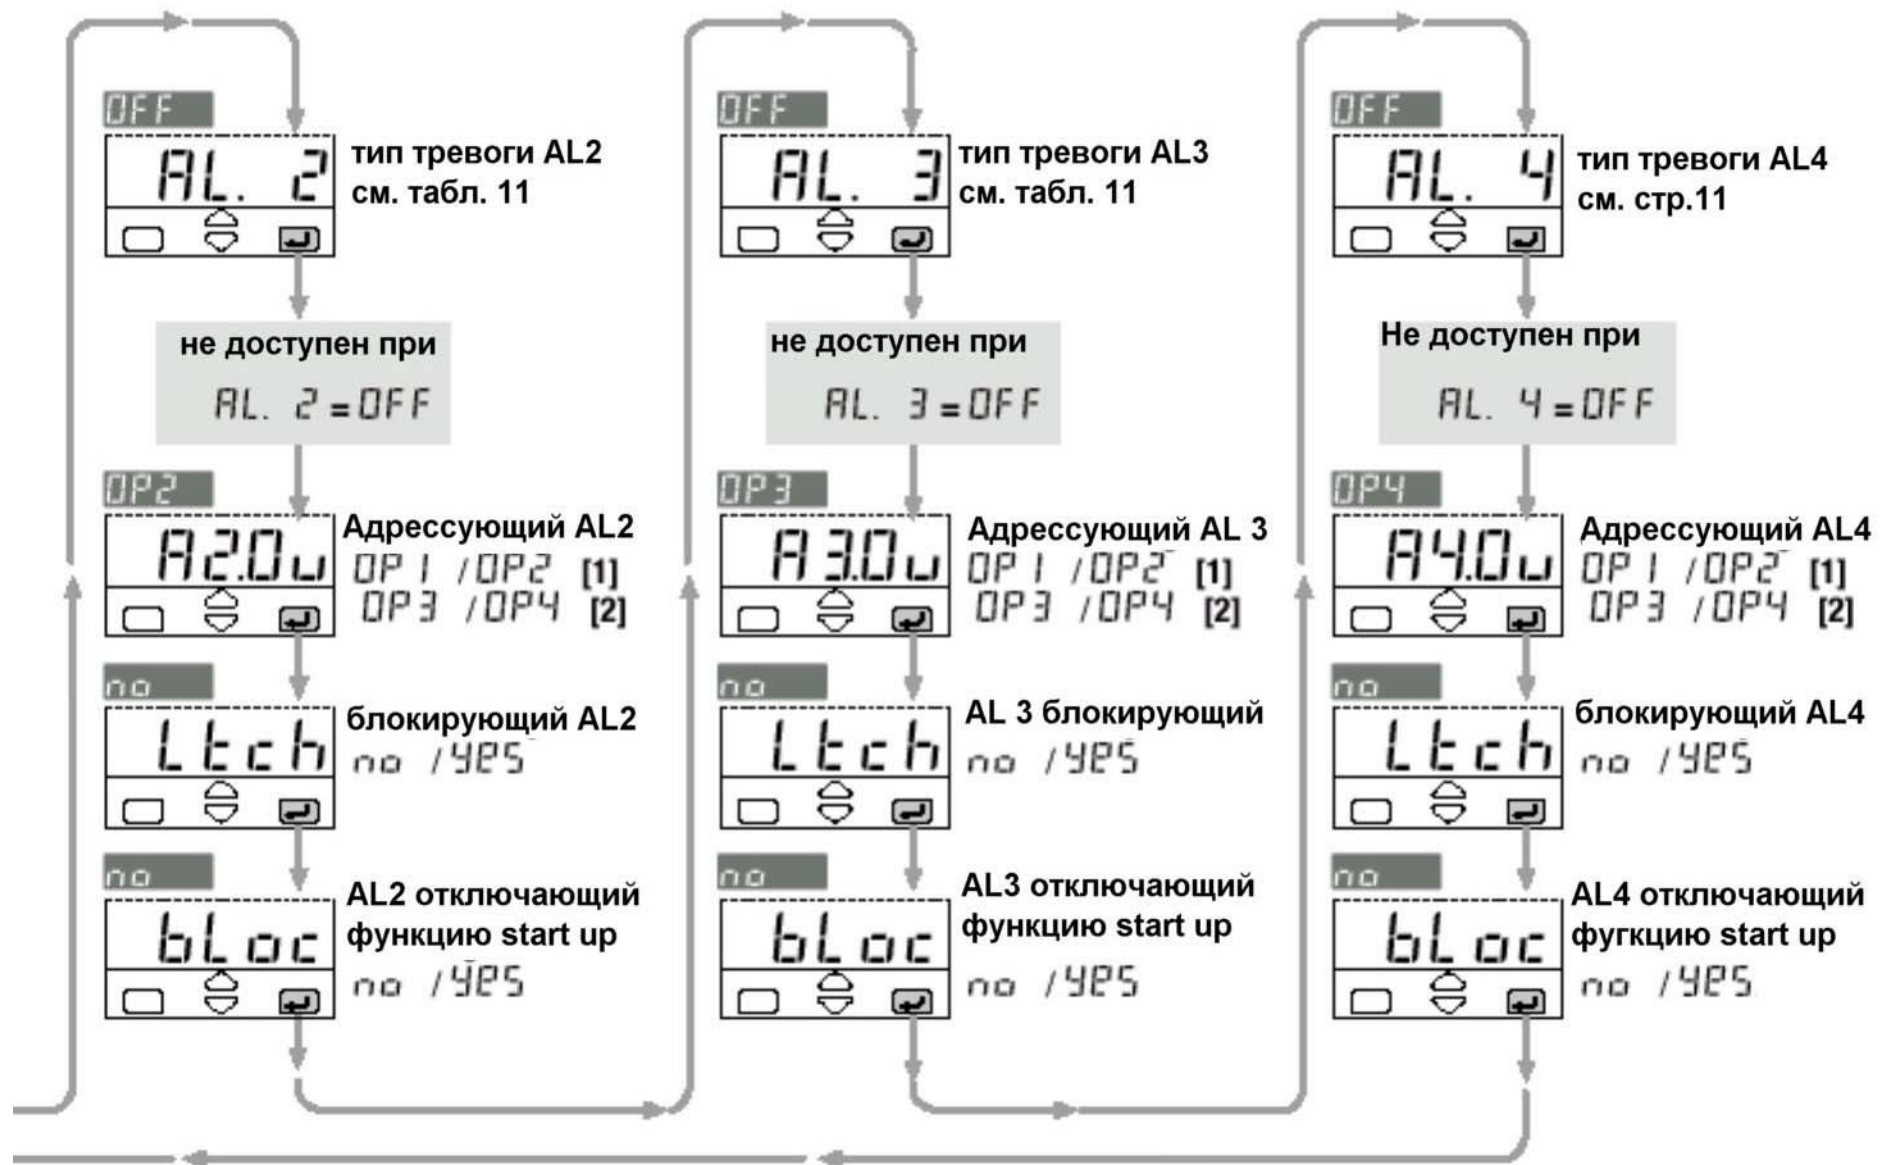 OFF
AL. 2
тип тревоги AL2
см. табл. 11
не доступен при
AL. 2=OFF
OP2
A2.Ou
Адрессующий AL2
OP1 /OP2 [1]
OP3 /OP4 [2]
no
Ltch
блокирующий AL2
no /YES
no
bLoc
AL2 отключающий
функцию start up
no /YES
OFF
AL. 3
тип тревоги AL3
см. табл. 11
не доступен при
AL. 3=OFF
OP3
A3.Ou
Адрессующий AL 3
OP1 /OP2 [1]
OP3 /OP4 [2]
no
Ltch
AL 3 блокирующий
no /YES
no
bLoc
AL3 отключающий
функцию start up
no /YES
OFF
AL. 4
тип тревоги AL4
см. стр.11
Не доступен при
AL. 4=OFF
OP4
A4.Ou
Адрессующий AL4
OP1 /OP2 [1]
OP3 /OP4 [2]
no
Ltch
блокирующий AL4
no /YES
no
bLoc
AL4 отключающий
фугкцию start up
no /YES